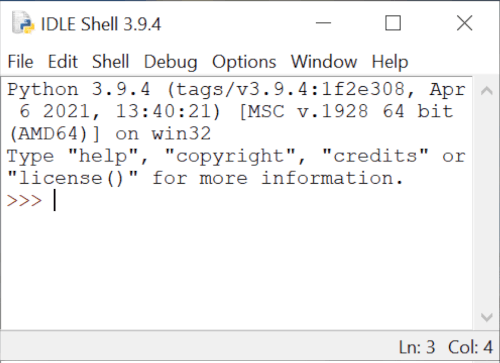 IDLE Shell 3.9.4
File Edit Shell Debug Options Window Help
Python 3.9.4 (tags/v3.9.4:1f2e308, Apr
 6 2021, 13:40:21) [MSC v.1928 64 bit
(AMD64)] on win32
Type "help", "copyright", "credits" or
"license()" for more information.
>>>
Ln: 3 Col: 4